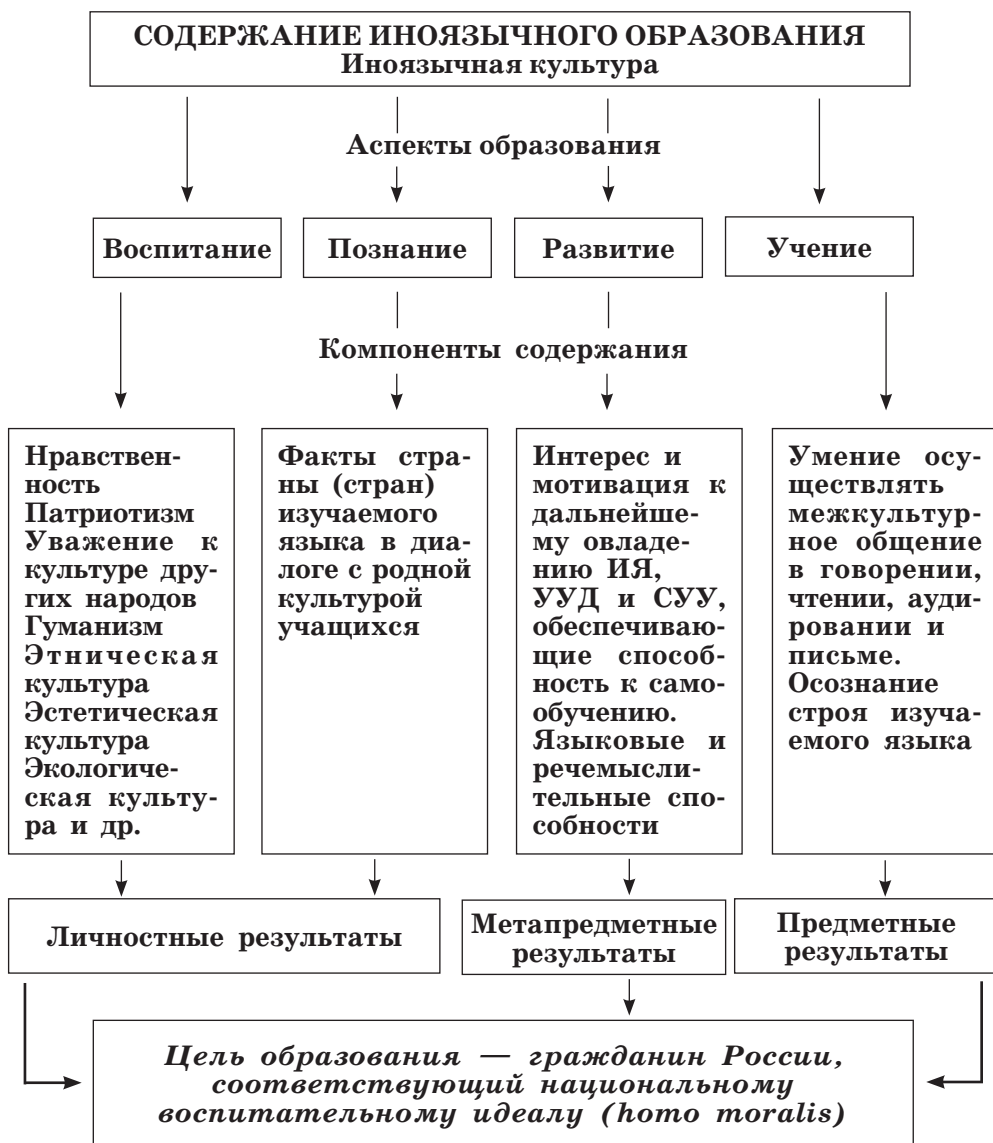 СОДЕРЖАНИЕ ИНОЯЗЫЧНОГО ОБРАЗОВАНИЯ
Иноязычная культура
Аспекты образования
Воспитание
Познание
Развитие
Учение
Компоненты содержания
Нравствен-
ность
Патриотизм
Уважение к
культуре дру-
гих народов
Гуманизм
Этническая
культура
Эстетическая
культура
Экологиче-
ская культу-
ра и др.
Факты стра-
ны (стран)
изучаемого
языка в диа-
логе с родной
культурой
учащихся
Интерес и
мотивация к
дальнейше-
му овладе-
нию ИЯ,
УУД и СУУ,
обеспечиваю-
щие способ-
ность к само-
обучению.
Языковые и
речемысли-
тельные спо-
собности
Умение осу-
ществлять
межкультур-
ное общение
в говорении,
чтении, ауди-
ровании и
письме.
Осознание
строя изуча-
емого языка
Личностные результаты
Метапредметные
результаты
Предметные
результаты
Цель образования — гражданин России,
соответствующий национальному
воспитательному идеалу (homo moralis)